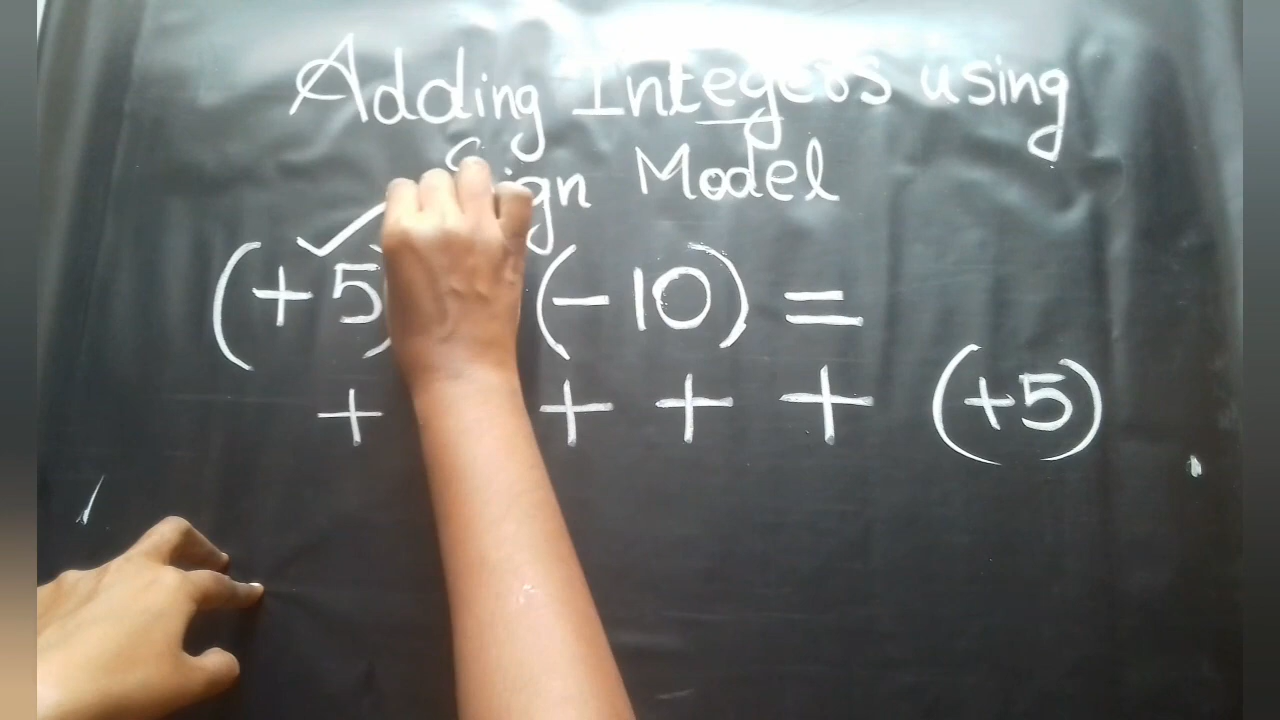 Adding Integers using
Sign Model
(+5) (-10) =
+ + + + (+5)